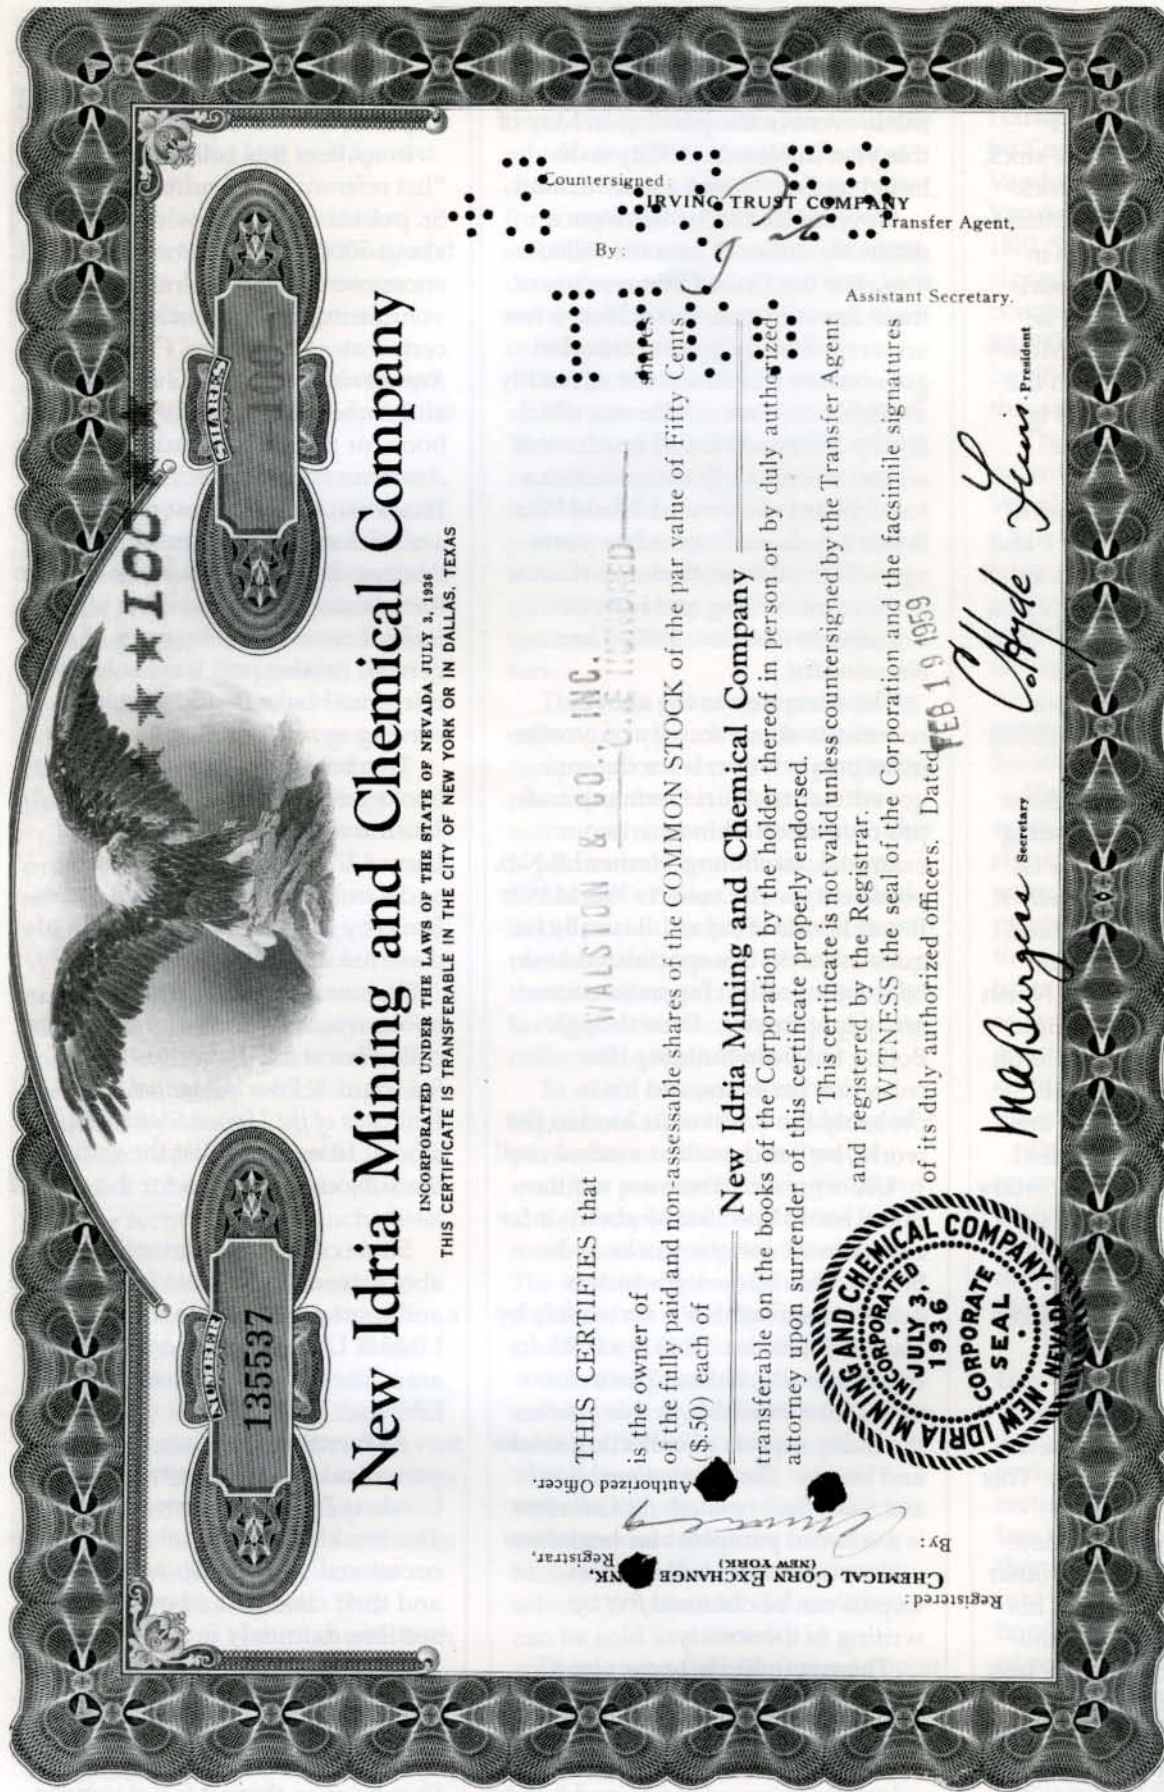 NUMBER
135537
★★★★100
SHARES
100
New Idria Mining and Chemical Company
INCORPORATED UNDER THE LAWS OF THE STATE OF NEVADA JULY 3, 1936
THIS CERTIFICATE IS TRANSFERABLE IN THE CITY OF NEW YORK OR IN DALLAS, TEXAS
THIS CERTIFIES that
WALSTON & CO., INC.
is the owner of ONE HUNDRED shares
of the fully paid and non-assessable shares of the COMMON STOCK of the par value of Fifty Cents
($.50) each of New Idria Mining and Chemical Company
transferable on the books of the Corporation by the holder thereof in person or by duly authorized
attorney upon surrender of this certificate properly endorsed.
This certificate is not valid unless countersigned by the Transfer Agent
and registered by the Registrar.
WITNESS the seal of the Corporation and the facsimile signatures
of its duly authorized officers. Dated FEB 19 1959
NEW IDRIA MINING AND CHEMICAL COMPANY · NEVADA ·
INCORPORATED
JULY 3,
1936
CORPORATE
SEAL
MaBurgess Secretary
C. Hyde Lewis President
Registered:
CHEMICAL CORN EXCHANGE
(NEW YORK)
Registrar,
By:
Authorized Officer.
Countersigned:
IRVING TRUST COMPANY
Transfer Agent,
By
Assistant Secretary.